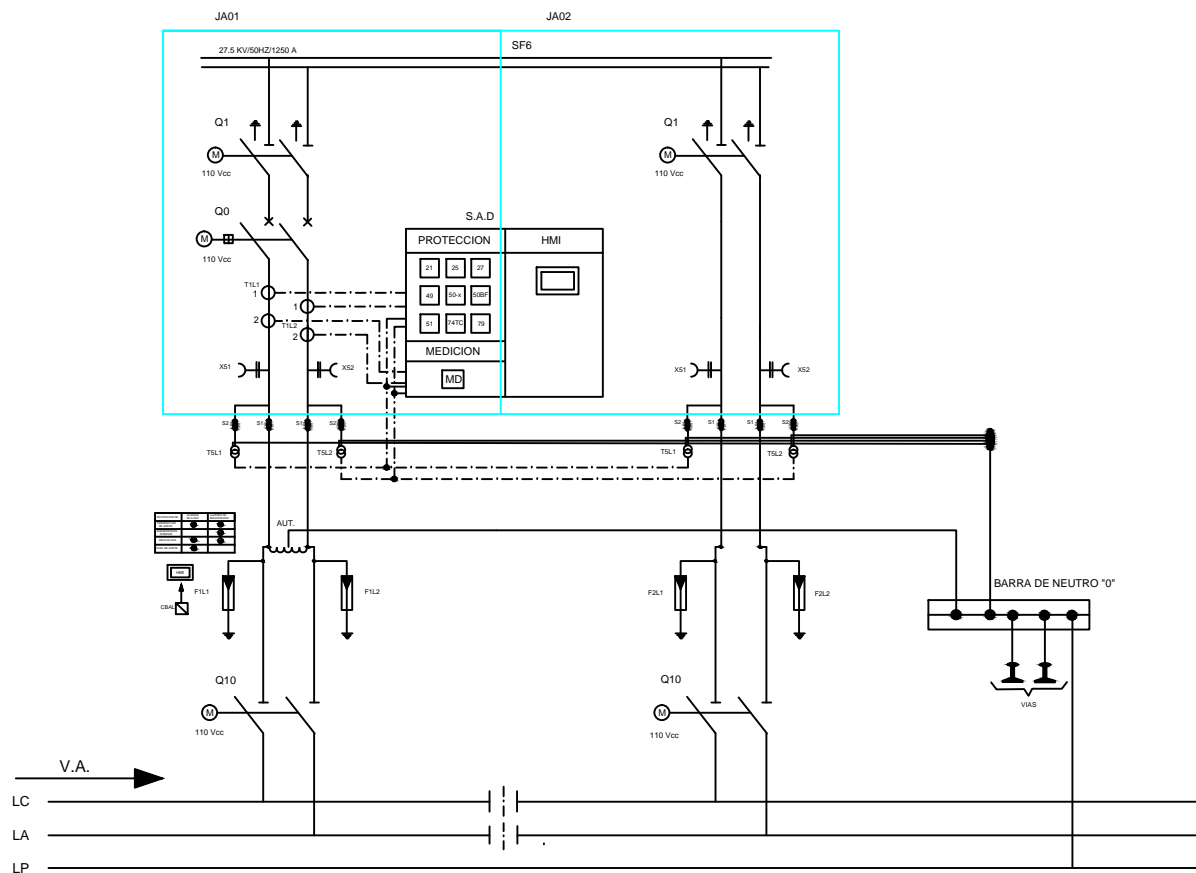 JA01
JA02
SF6
27.5 KV/50HZ/1250 A
Q1
M
110 Vcc
Q1
M
110 Vcc
Q0
M
110 Vcc
S.A.D
PROTECCION
HMI
21
25
27
49
50-x
50BF
51
74TC
79
MEDICION
MD
T1L1
1
1
2
T1L2
2
X51
X52
X51
X52
S2
S1
S1
S2
S2
S1
S1
S2
T5L1
T5L2
T5L1
T5L2
AUT.
HMI
CBAL
F1L1
F1L2
F2L1
F2L2
BARRA DE NEUTRO "0"
VIAS
Q10
M
110 Vcc
Q10
M
110 Vcc
V.A.
LC
LA
LP